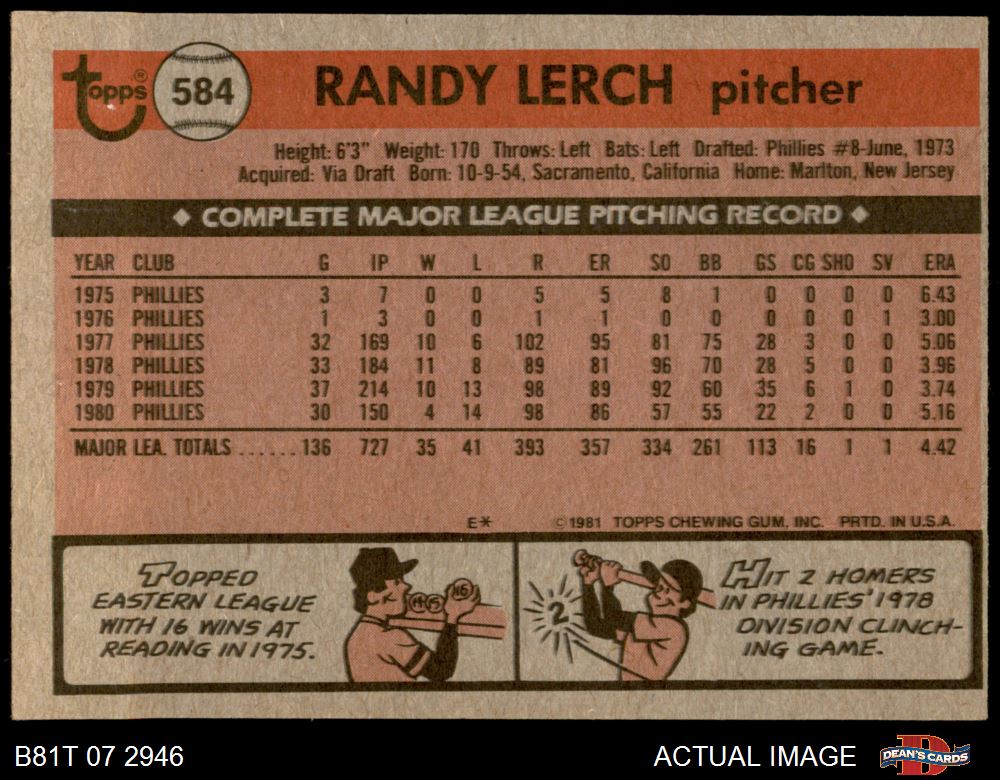 topps® 584 RANDY LERCH pitcher
Height: 6'3" Weight: 170 Throws: Left Bats: Left Drafted: Phillies #8-June, 1973
Acquired: Via Draft Born: 10-9-54, Sacramento, California Home: Marlton, New Jersey
◆ COMPLETE MAJOR LEAGUE PITCHING RECORD ◆
YEAR CLUB G IP W L R ER SO BB GS CG SHO SV ERA
1975 PHILLIES 3 7 0 0 5 5 8 1 0 0 0 0 6.43
1976 PHILLIES 1 3 0 0 1 1 0 0 0 0 0 1 3.00
1977 PHILLIES 32 169 10 6 102 95 81 75 28 3 0 0 5.06
1978 PHILLIES 33 184 11 8 89 81 96 70 28 5 0 0 3.96
1979 PHILLIES 37 214 10 13 98 89 92 60 35 6 1 0 3.74
1980 PHILLIES 30 150 4 14 98 86 57 55 22 2 0 0 5.16
MAJOR LEA. TOTALS ...... 136 727 35 41 393 357 334 261 113 16 1 1 4.42
E* ©1981 TOPPS CHEWING GUM, INC. PRTD. IN U.S.A.
TOPPED
EASTERN LEAGUE
WITH 16 WINS AT
READING IN 1975.
14 15 16
2
HIT 2 HOMERS
IN PHILLIES' 1978
DIVISION CLINCH-
ING GAME.
B81T 07 2946 ACTUAL IMAGE DEAN'S CARDS